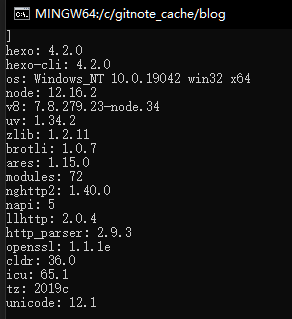 MINGW64:/c/gitnote_cache/blog
]
hexo: 4.2.0
hexo-cli: 4.2.0
os: Windows_NT 10.0.19042 win32 x64
node: 12.16.2
v8: 7.8.279.23-node.34
uv: 1.34.2
zlib: 1.2.11
brotli: 1.0.7
ares: 1.15.0
modules: 72
nghttp2: 1.40.0
napi: 5
llhttp: 2.0.4
http_parser: 2.9.3
openssl: 1.1.1e
cldr: 36.0
icu: 65.1
tz: 2019c
unicode: 12.1